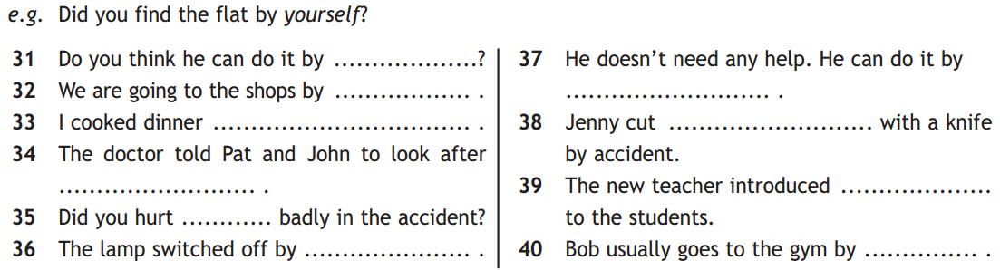 e.g. Did you find the flat by yourself?
31 Do you think he can do it by ...................?
32 We are going to the shops by .................. .
33 I cooked dinner .................................. .
34 The doctor told Pat and John to look after
.......................... .
35 Did you hurt ............ badly in the accident?
36 The lamp switched off by ...................... .
37 He doesn't need any help. He can do it by
........................... .
38 Jenny cut ........................... with a knife
by accident.
39 The new teacher introduced ....................
to the students.
40 Bob usually goes to the gym by ............... .